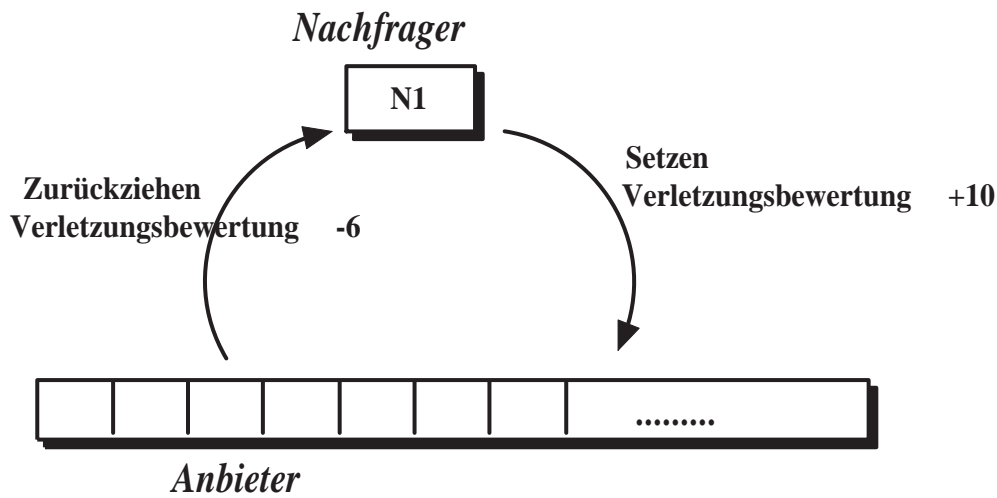 Nachfrager
N1
Setzen
Verletzungsbewertung +10
Zurückziehen
Verletzungsbewertung -6
.........
Anbieter